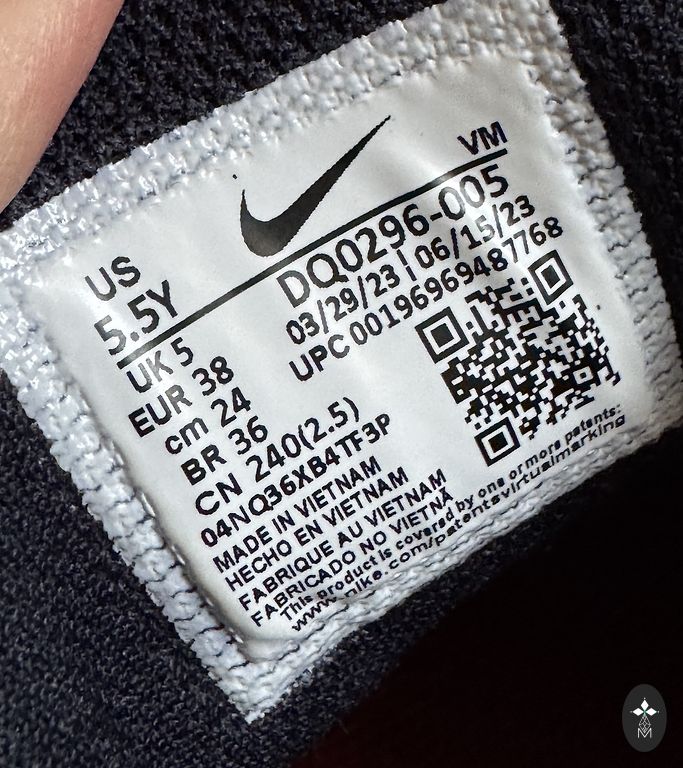 VM
US
5.5Y
DQ0296-005
03/29/23 | 06/15/23
UPC 00196969487768
UK 5
EUR 38
cm 24
BR 36
CN 240(2.5)
04NQ36XB4TF3P
MADE IN VIETNAM
HECHO EN VIETNAM
FABRIQUE AU VIETNAM
FABRICADO NO VIETNÃ
This product is covered by one or more patents:
www.nike.com/patentsvirtualmarking
M